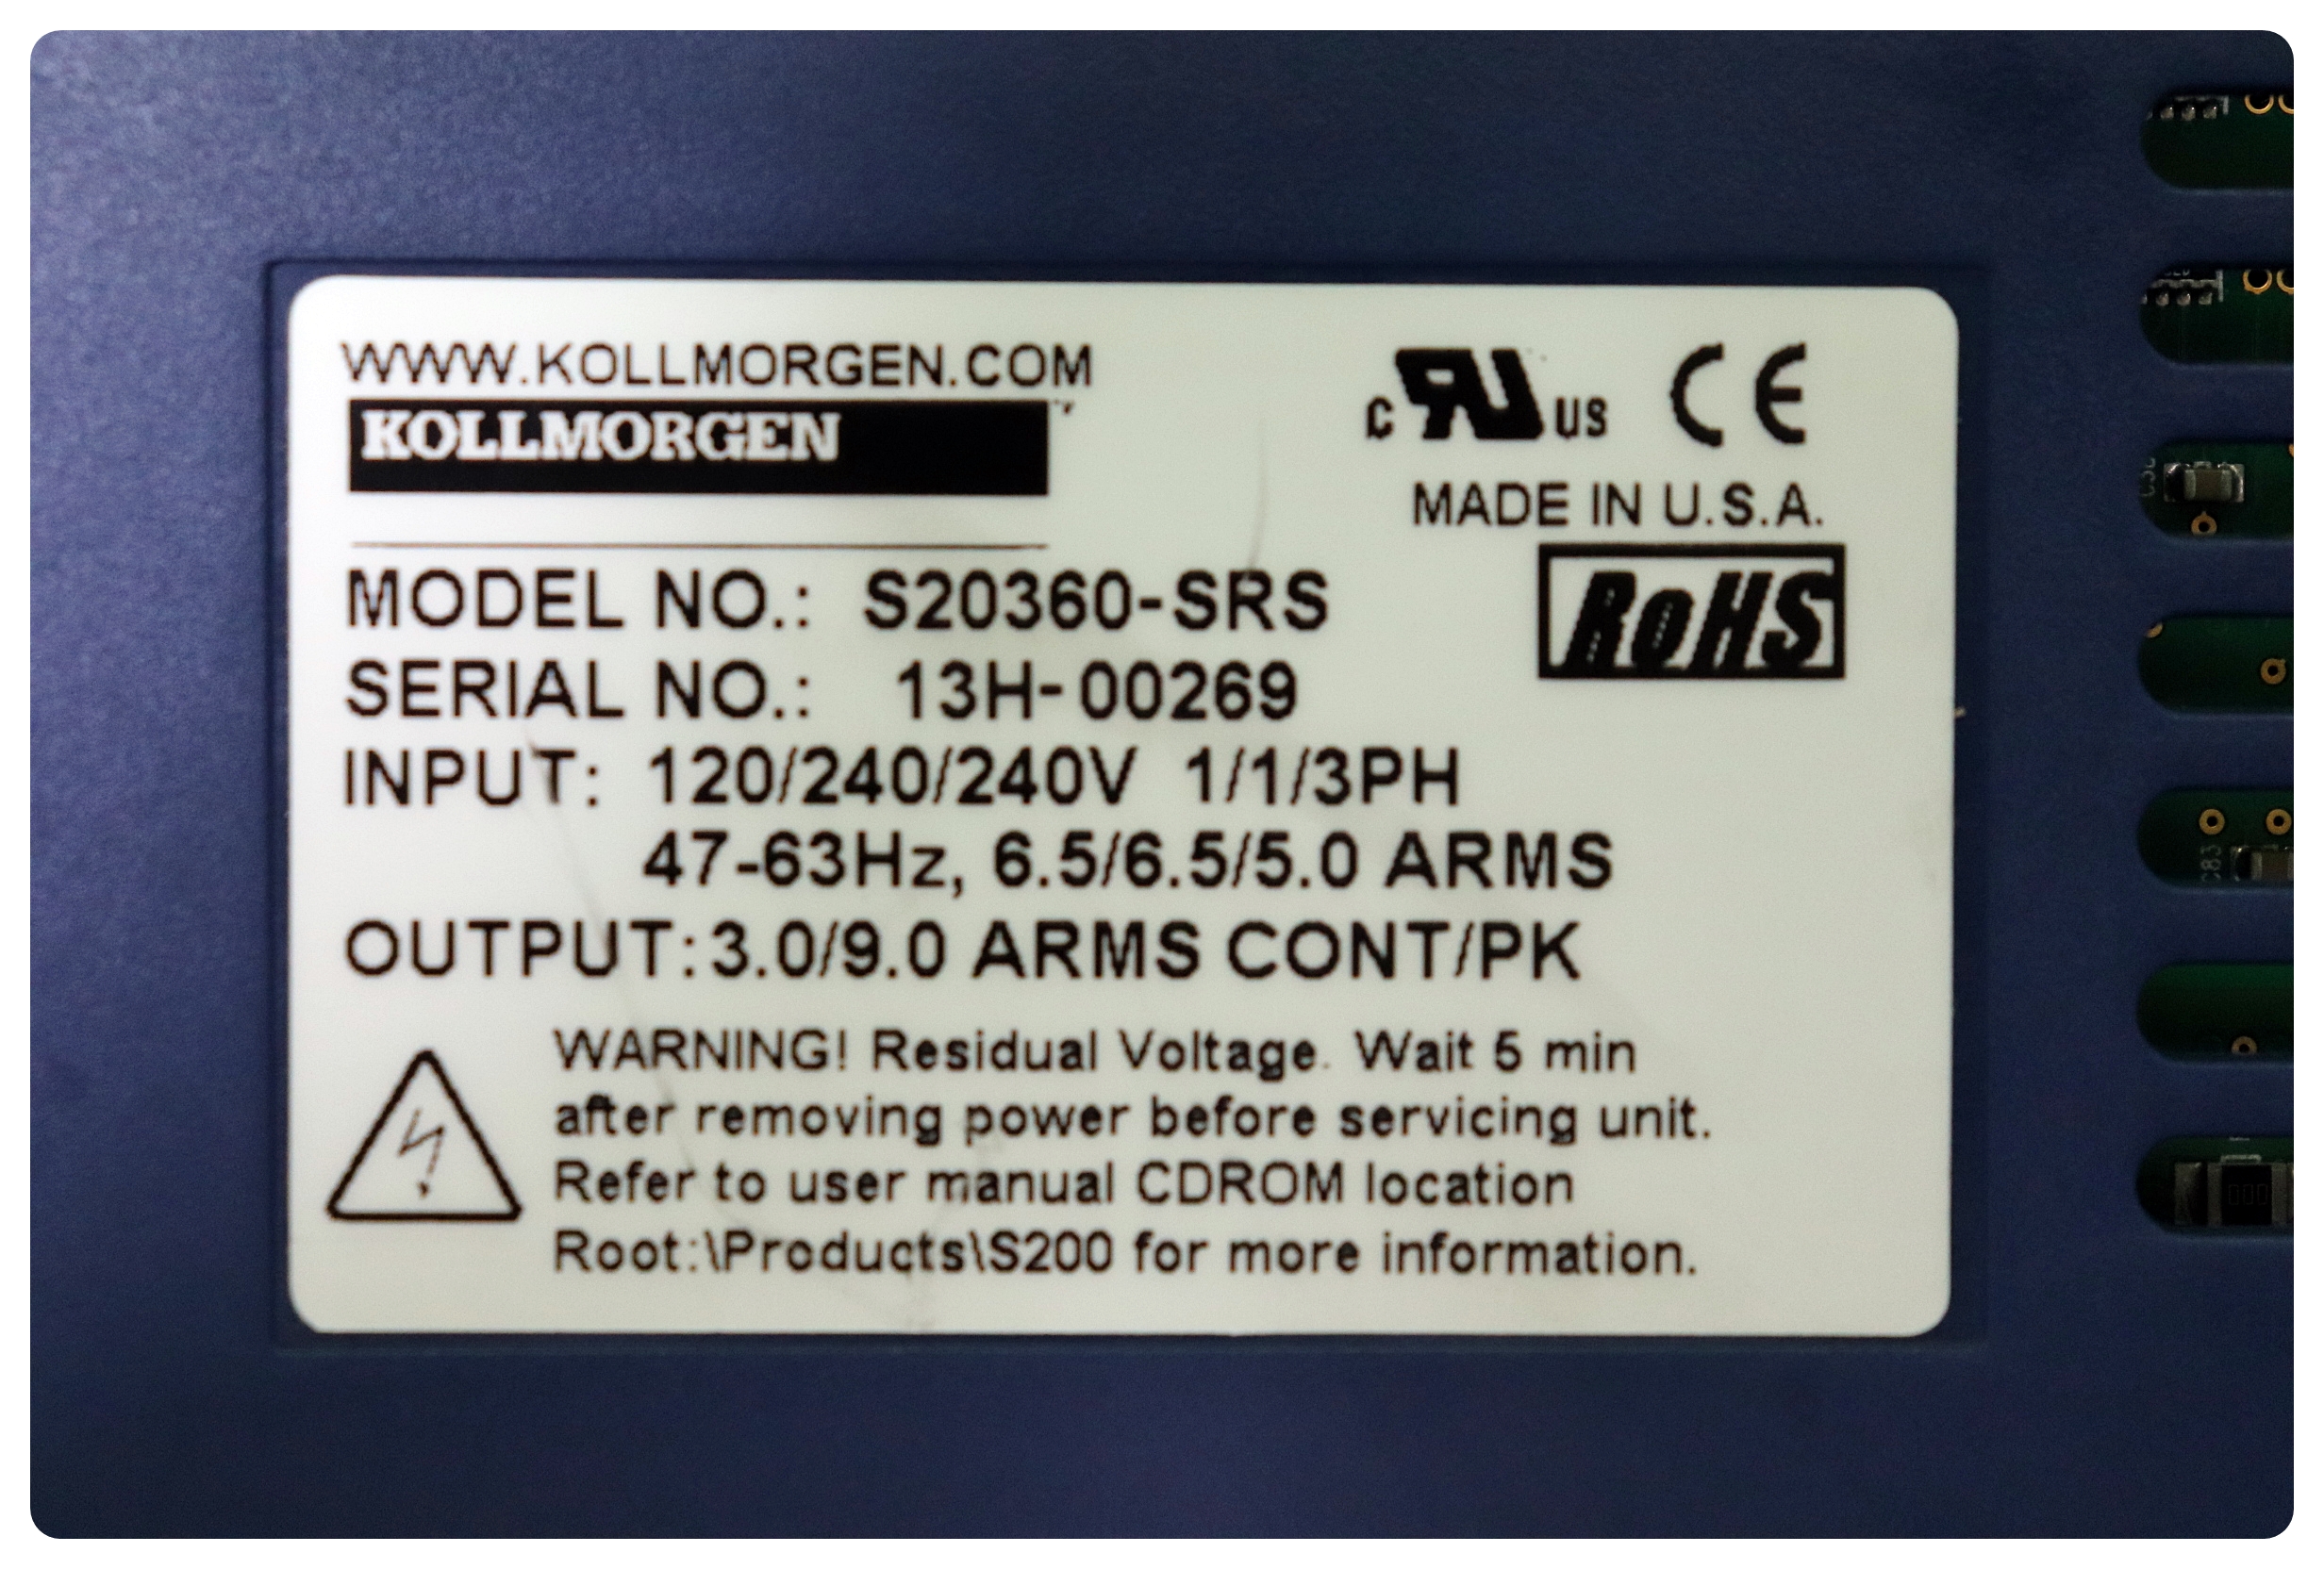 WWW.KOLLMORGEN.COM
KOLLMORGEN
c RU US CE
MADE IN U.S.A.
RoHS
MODEL NO.: S20360-SRS
SERIAL NO.: 13H-00269
INPUT: 120/240/240V 1/1/3PH
47-63Hz, 6.5/6.5/5.0 ARMS
OUTPUT: 3.0/9.0 ARMS CONT/PK
WARNING! Residual Voltage. Wait 5 min
after removing power before servicing unit.
Refer to user manual CDROM location
Root:\Products\S200 for more information.
C83